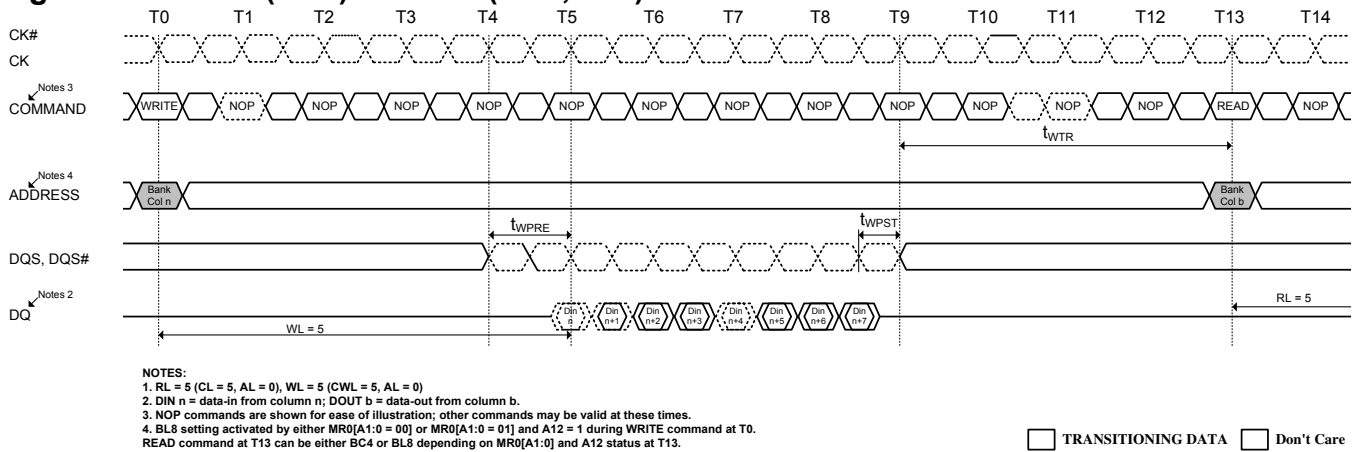 T0 T1 T2 T3 T4 T5 T6 T7 T8 T9 T10 T11 T12 T13 T14
CK#
CK
Notes 3
COMMAND
WRITE NOP NOP NOP NOP NOP NOP NOP NOP NOP NOP NOP NOP READ NOP
tWTR
Notes 4
ADDRESS
Bank Bank
Col n Col b
tWPRE tWPST
DQS, DQS#
Notes 2
DQ
Din Din Din Din Din Din Din Din
n n+1 n+2 n+3 n+4 n+5 n+6 n+7
RL = 5
WL = 5
NOTES:
1. RL = 5 (CL = 5, AL = 0), WL = 5 (CWL = 5, AL = 0)
2. DIN n = data-in from column n; DOUT b = data-out from column b.
3. NOP commands are shown for ease of illustration; other commands may be valid at these times.
4. BL8 setting activated by either MR0[A1:0 = 00] or MR0[A1:0 = 01] and A12 = 1 during WRITE command at T0.
READ command at T13 can be either BC4 or BL8 depending on MR0[A1:0] and A12 status at T13.
TRANSITIONING DATA Don't Care